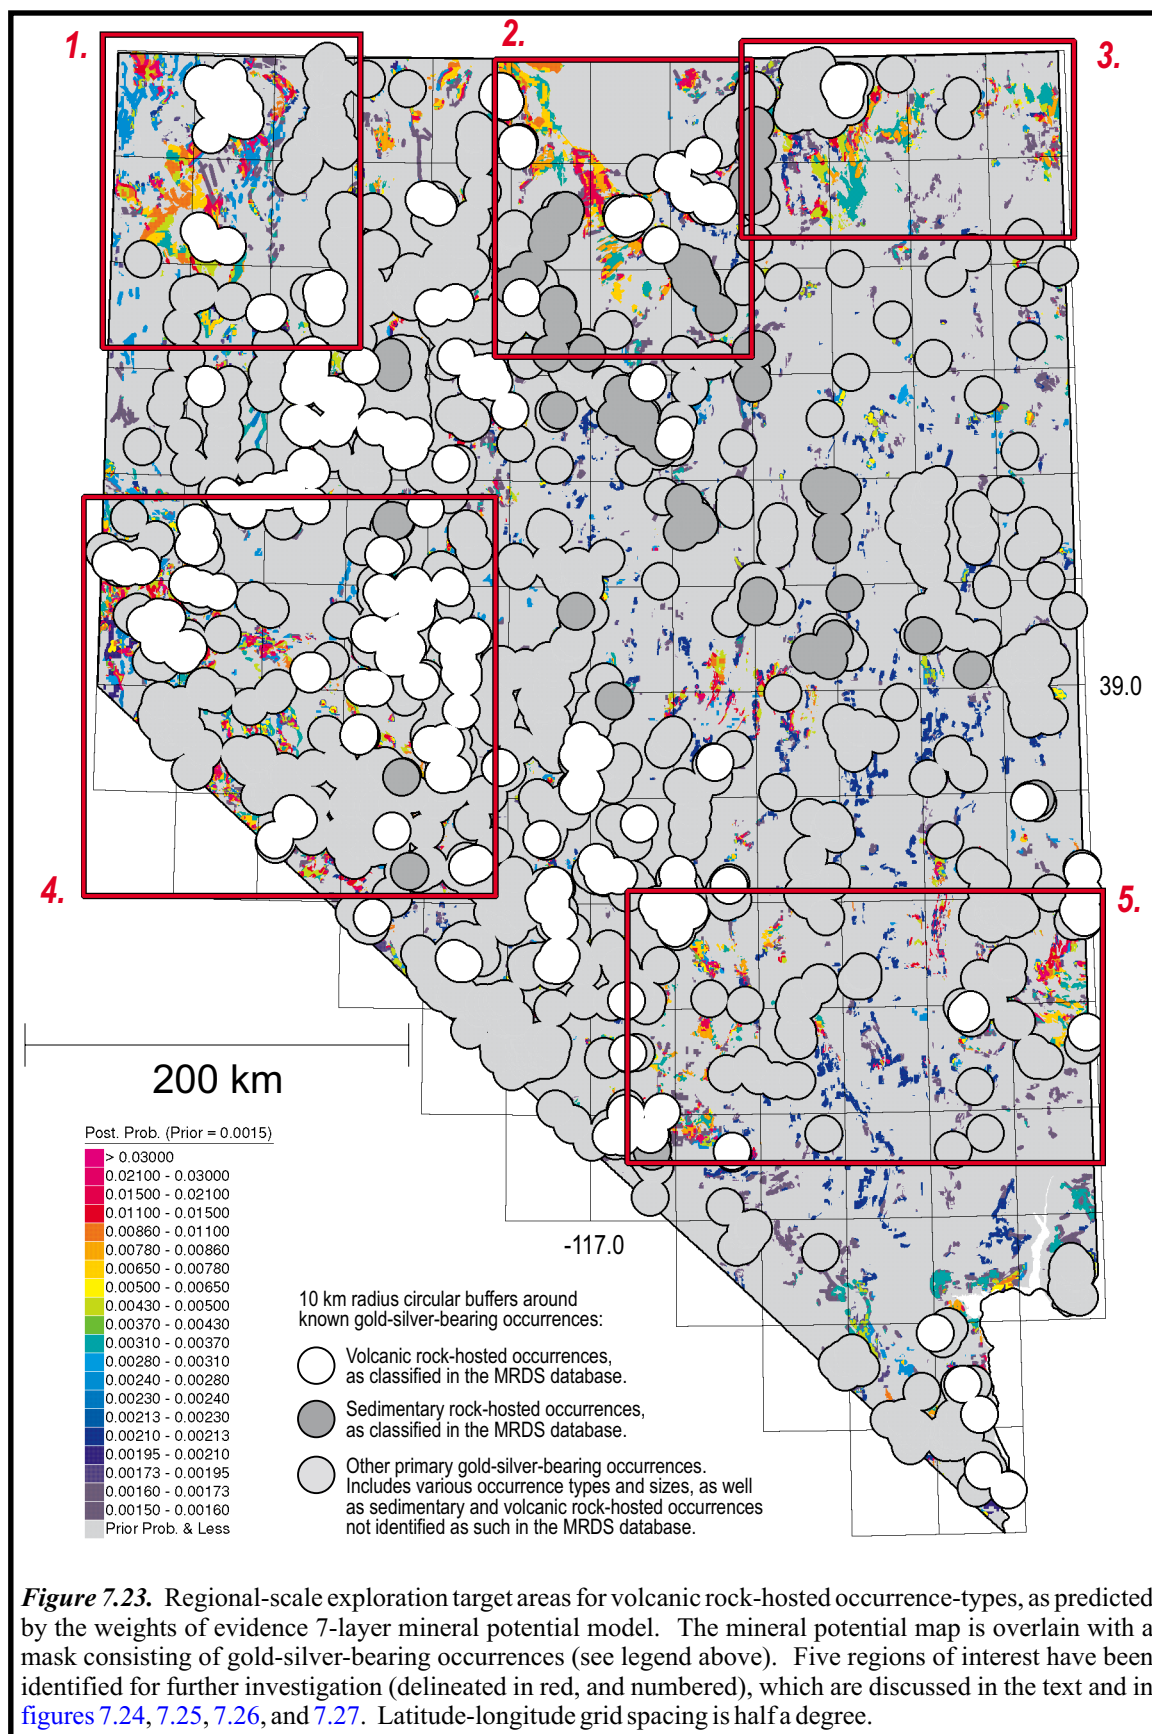 1.
2.
3.
39.0
4.
5.
200 km
-117.0
Post. Prob. (Prior = 0.0015)
> 0.03000
0.02100 - 0.03000
0.01500 - 0.02100
0.01100 - 0.01500
0.00860 - 0.01100
0.00780 - 0.00860
0.00650 - 0.00780
0.00500 - 0.00650
0.00430 - 0.00500
0.00370 - 0.00430
0.00310 - 0.00370
0.00280 - 0.00310
0.00240 - 0.00280
0.00230 - 0.00240
0.00213 - 0.00230
0.00210 - 0.00213
0.00195 - 0.00210
0.00173 - 0.00195
0.00160 - 0.00173
0.00150 - 0.00160
Prior Prob. & Less
10 km radius circular buffers around
known gold-silver-bearing occurrences:
Volcanic rock-hosted occurrences,
as classified in the MRDS database.
Sedimentary rock-hosted occurrences,
as classified in the MRDS database.
Other primary gold-silver-bearing occurrences.
Includes various occurrence types and sizes, as well
as sedimentary and volcanic rock-hosted occurrences
not identified as such in the MRDS database.
Figure 7.23. Regional-scale exploration target areas for volcanic rock-hosted occurrence-types, as predicted
by the weights of evidence 7-layer mineral potential model. The mineral potential map is overlain with a
mask consisting of gold-silver-bearing occurrences (see legend above). Five regions of interest have been
identified for further investigation (delineated in red, and numbered), which are discussed in the text and in
figures 7.24, 7.25, 7.26, and 7.27. Latitude-longitude grid spacing is half a degree.